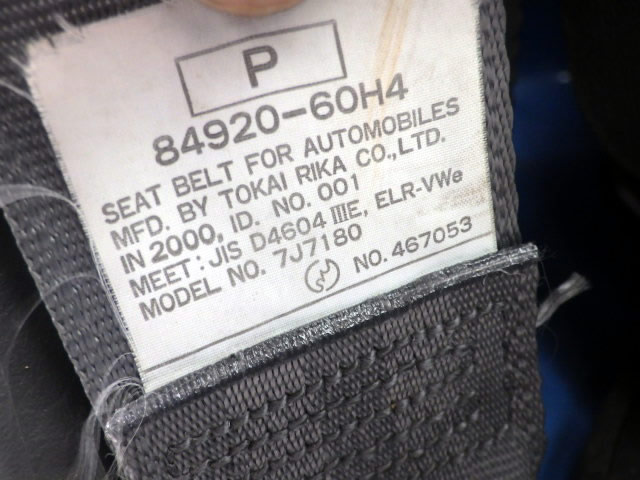 P
84920-60H4
SEAT BELT FOR AUTOMOBILES
MFD. BY TOKAI RIKA CO.,LTD.
IN 2000, ID. NO. 001
MEET: JIS D4604 IIIE, ELR-VWe
MODEL NO. 7J7180
NO. 467053